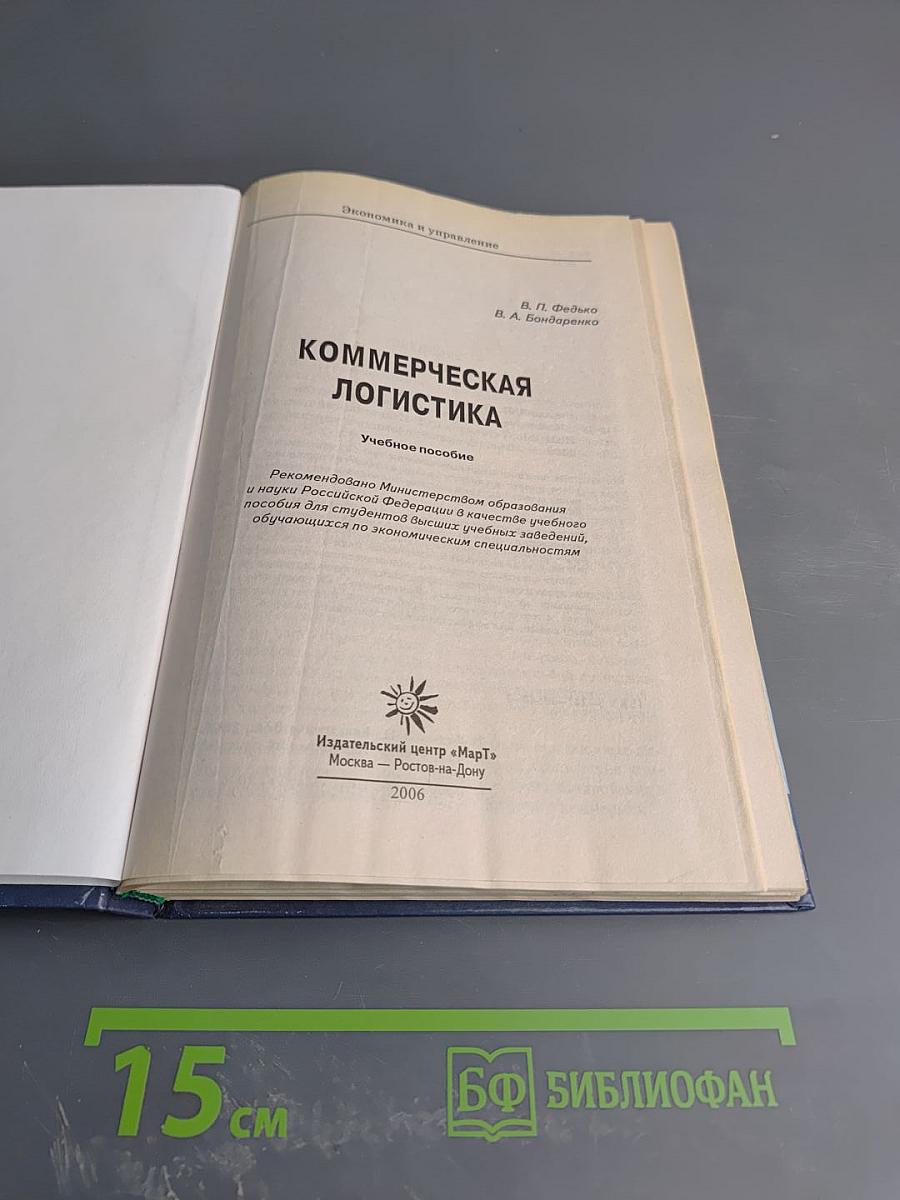 Экономика и управление
В. П. Федько
В. А. Бондаренко
КОММЕРЧЕСКАЯ
ЛОГИСТИКА
Учебное пособие
Рекомендовано Министерством образования
и науки Российской Федерации в качестве учебного
пособия для студентов высших учебных заведений,
обучающихся по экономическим специальностям
Издательский центр «МарТ»
Москва — Ростов-на-Дону
2006
15 см
БФ БИБЛИОФАН